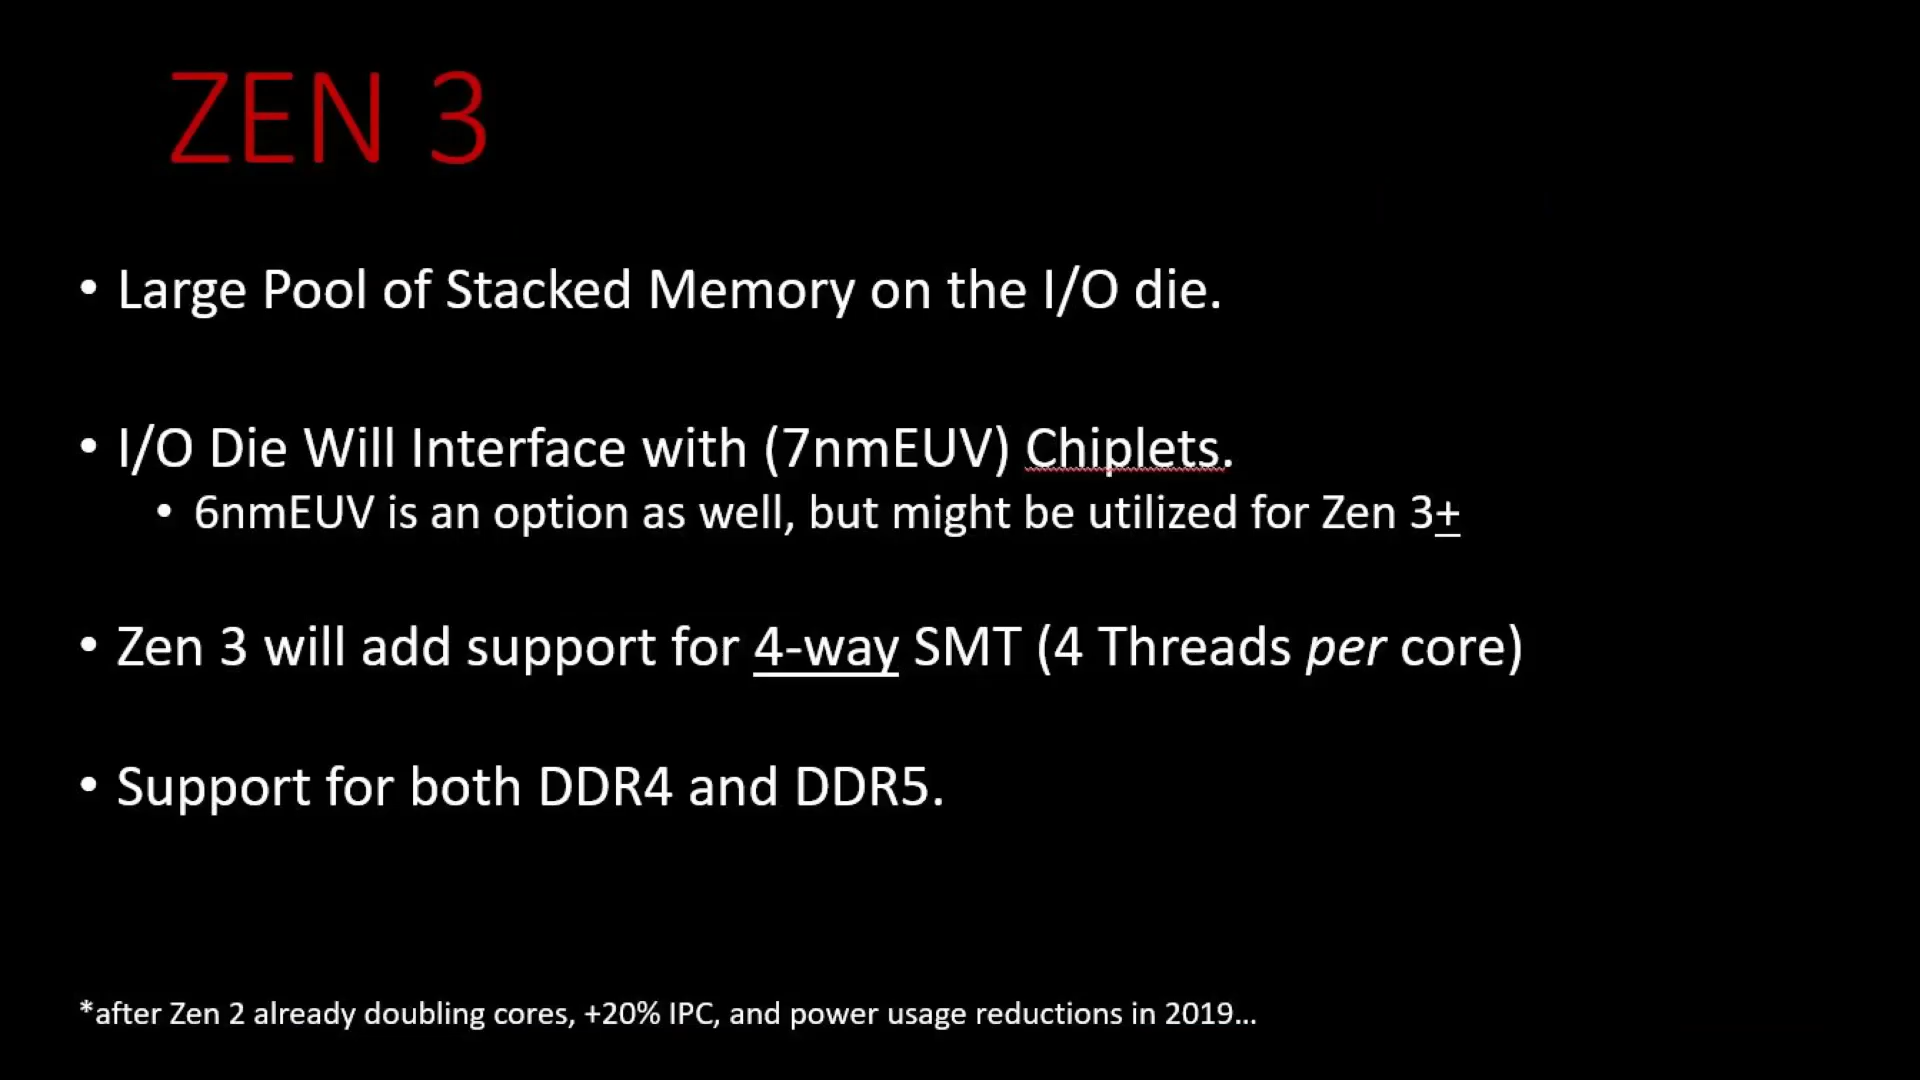 ZEN 3
• Large Pool of Stacked Memory on the I/O die.
• I/O Die Will Interface with (7nmEUV) Chiplets.
• 6nmEUV is an option as well, but might be utilized for Zen 3+
• Zen 3 will add support for 4-way SMT (4 Threads per core)
• Support for both DDR4 and DDR5.
*after Zen 2 already doubling cores, +20% IPC, and power usage reductions in 2019...